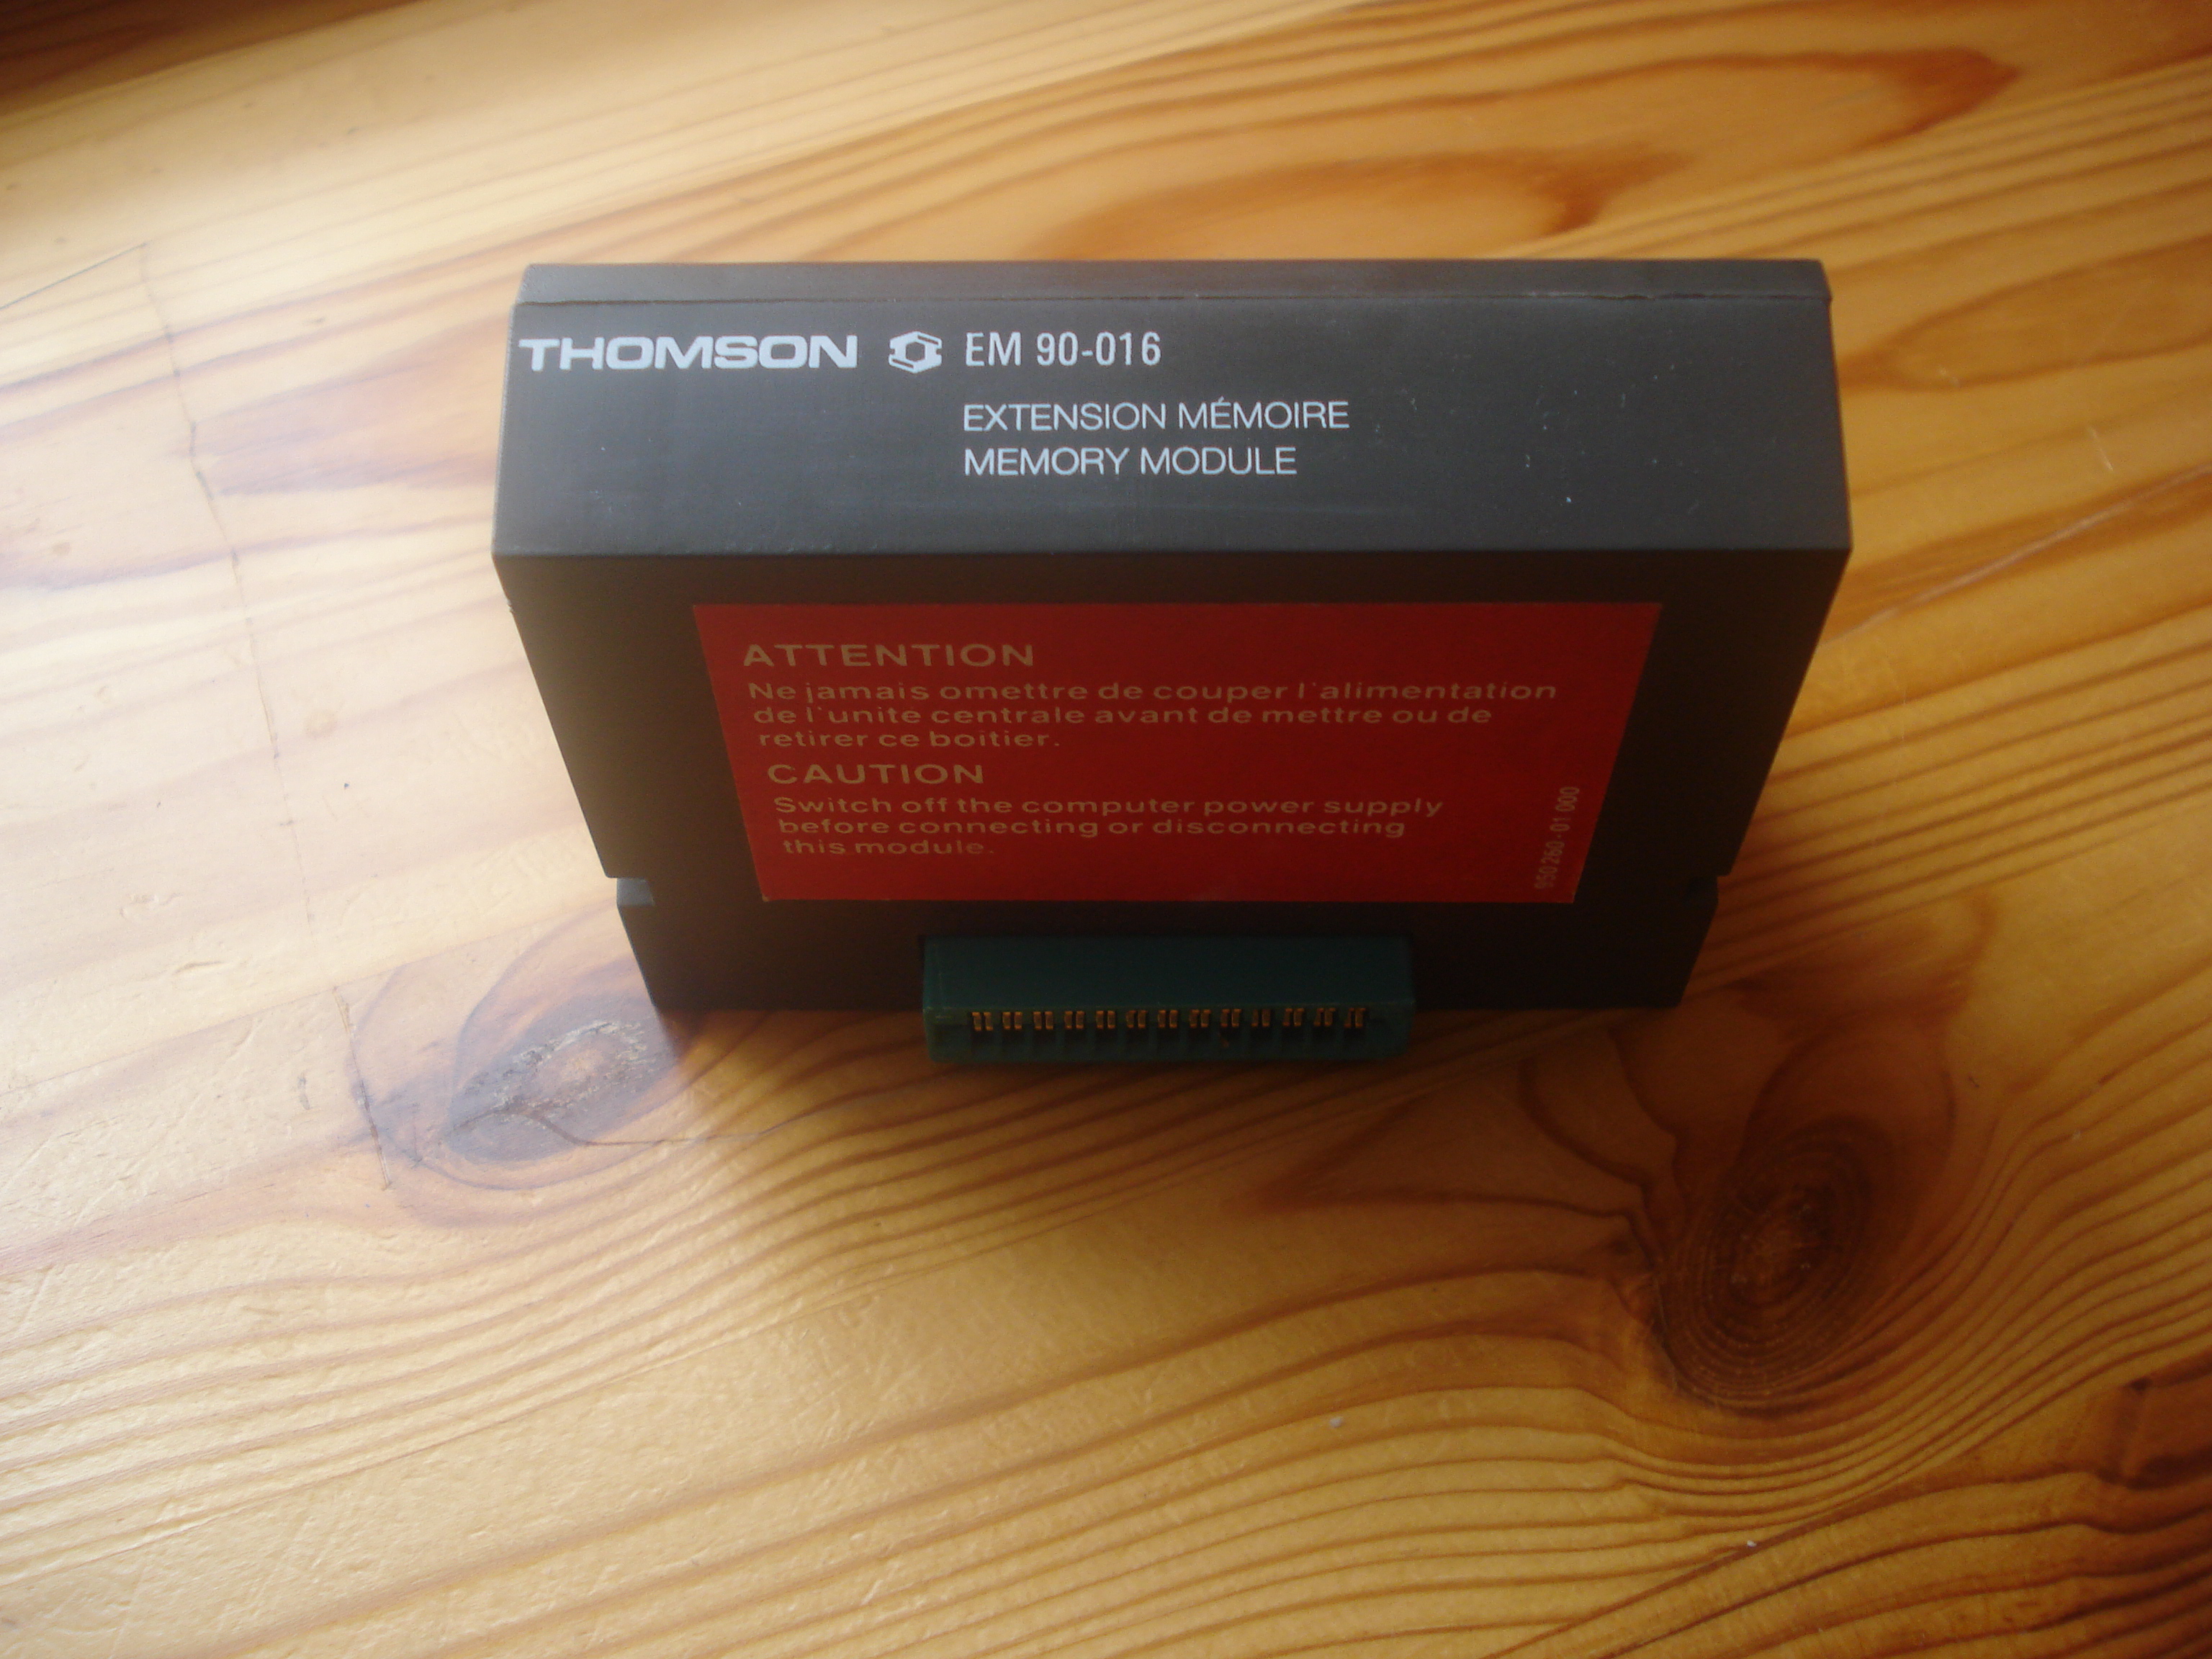 THOMSON EM 90-016
EXTENSION MÉMOIRE
MEMORY MODULE
ATTENTION
Ne jamais omettre de couper l'alimentation
de l'unite centrale avant de mettre ou de
retirer ce boitier.
CAUTION
Switch off the computer power supply
before connecting or disconnecting
this module.
950260-01000